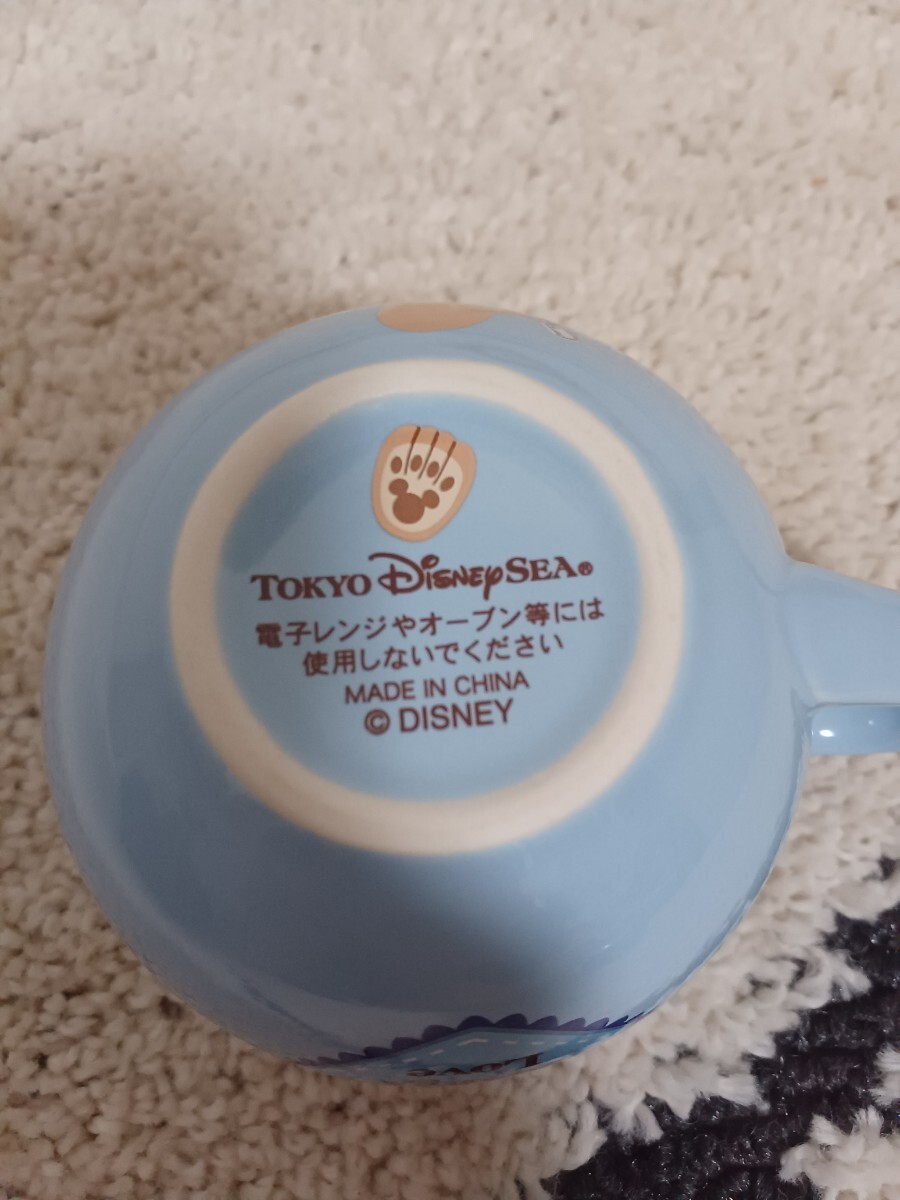 TOKYO DISNEYSEA®
電子レンジやオーブン等には
使用しないでください
MADE IN CHINA
© DISNEY
Love